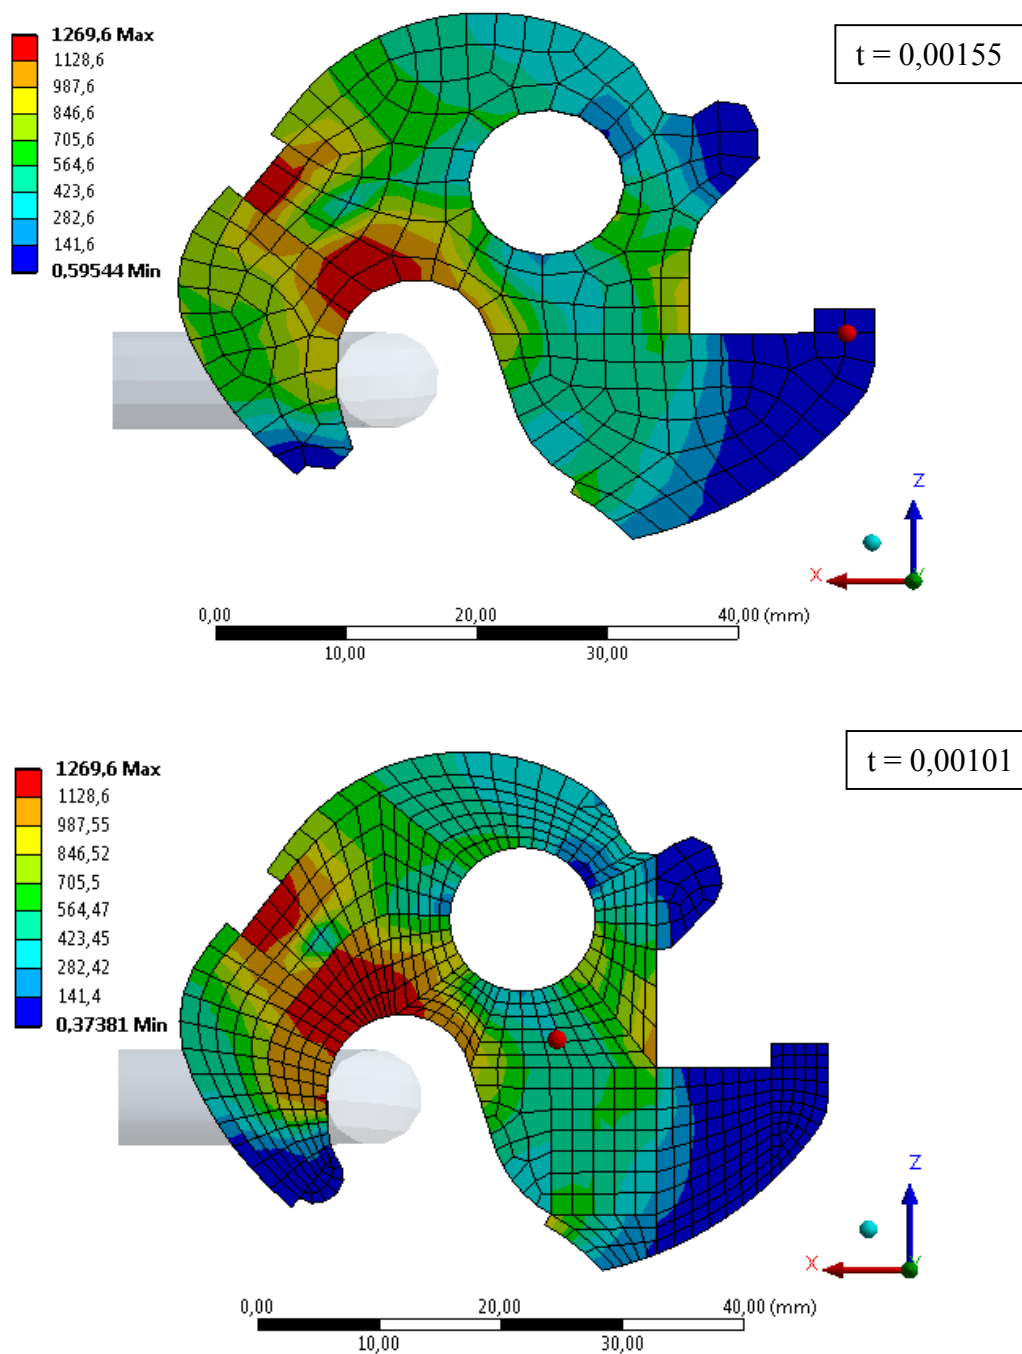 1269,6 Max
1128,6
987,6
846,6
705,6
564,6
423,6
282,6
141,6
0,59544 Min
t = 0,00155
Z
X
Y
0,00
20,00
40,00 (mm)
10,00
30,00
1269,6 Max
1128,6
987,55
846,52
705,5
564,47
423,45
282,42
141,4
0,37381 Min
t = 0,00101
Z
X
Y
0,00
20,00
40,00 (mm)
10,00
30,00